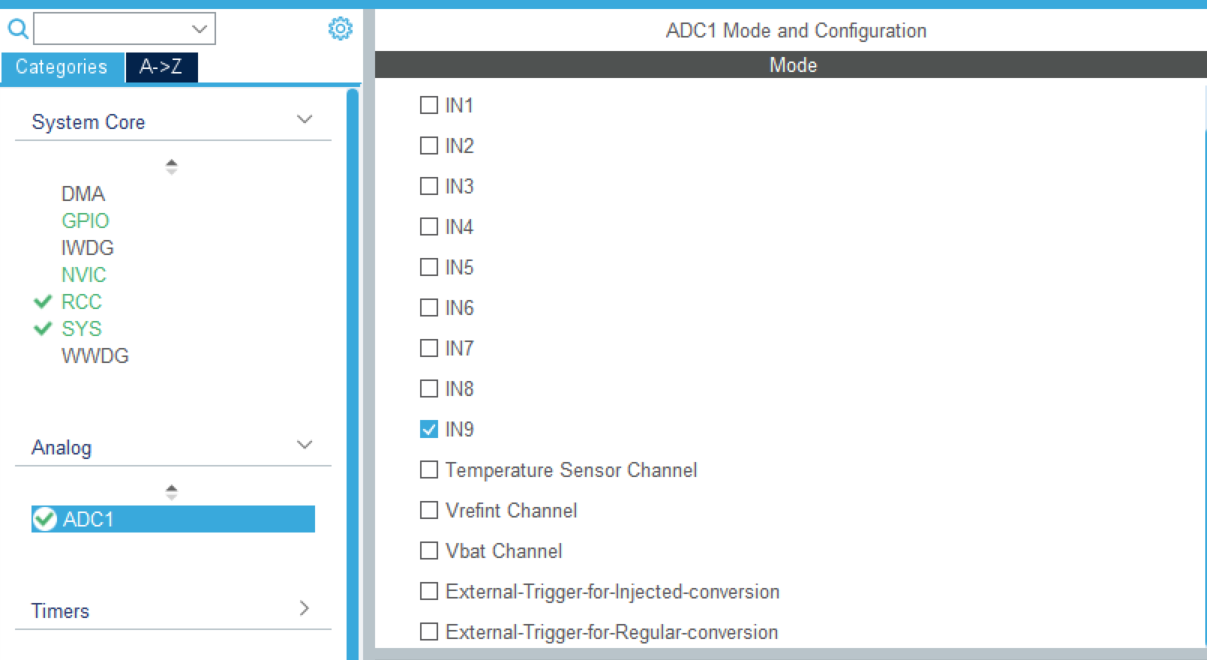 Categories
A->Z
System Core
DMA
GPIO
IWDG
NVIC
RCC
SYS
WWDG
Analog
ADC1
Timers
ADC1 Mode and Configuration
Mode
IN1
IN2
IN3
IN4
IN5
IN6
IN7
IN8
IN9
Temperature Sensor Channel
Vrefint Channel
Vbat Channel
External-Trigger-for-Injected-conversion
External-Trigger-for-Regular-conversion